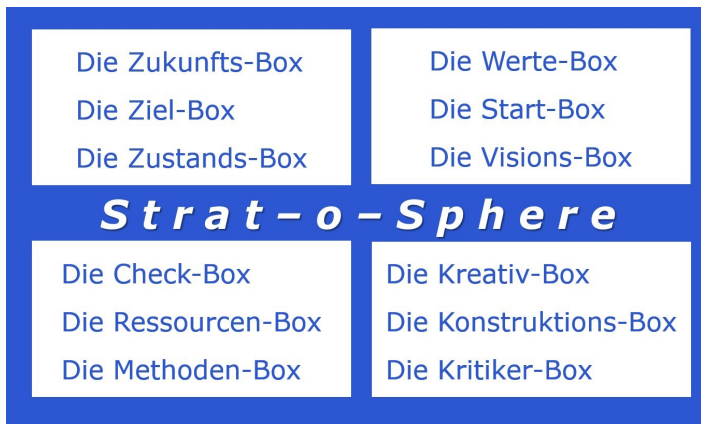 Die Zukunfts-Box
Die Ziel-Box
Die Zustands-Box
Die Werte-Box
Die Start-Box
Die Visions-Box
Strat-o-Sphere
Die Check-Box
Die Ressourcen-Box
Die Methoden-Box
Die Kreativ-Box
Die Konstruktions-Box
Die Kritiker-Box